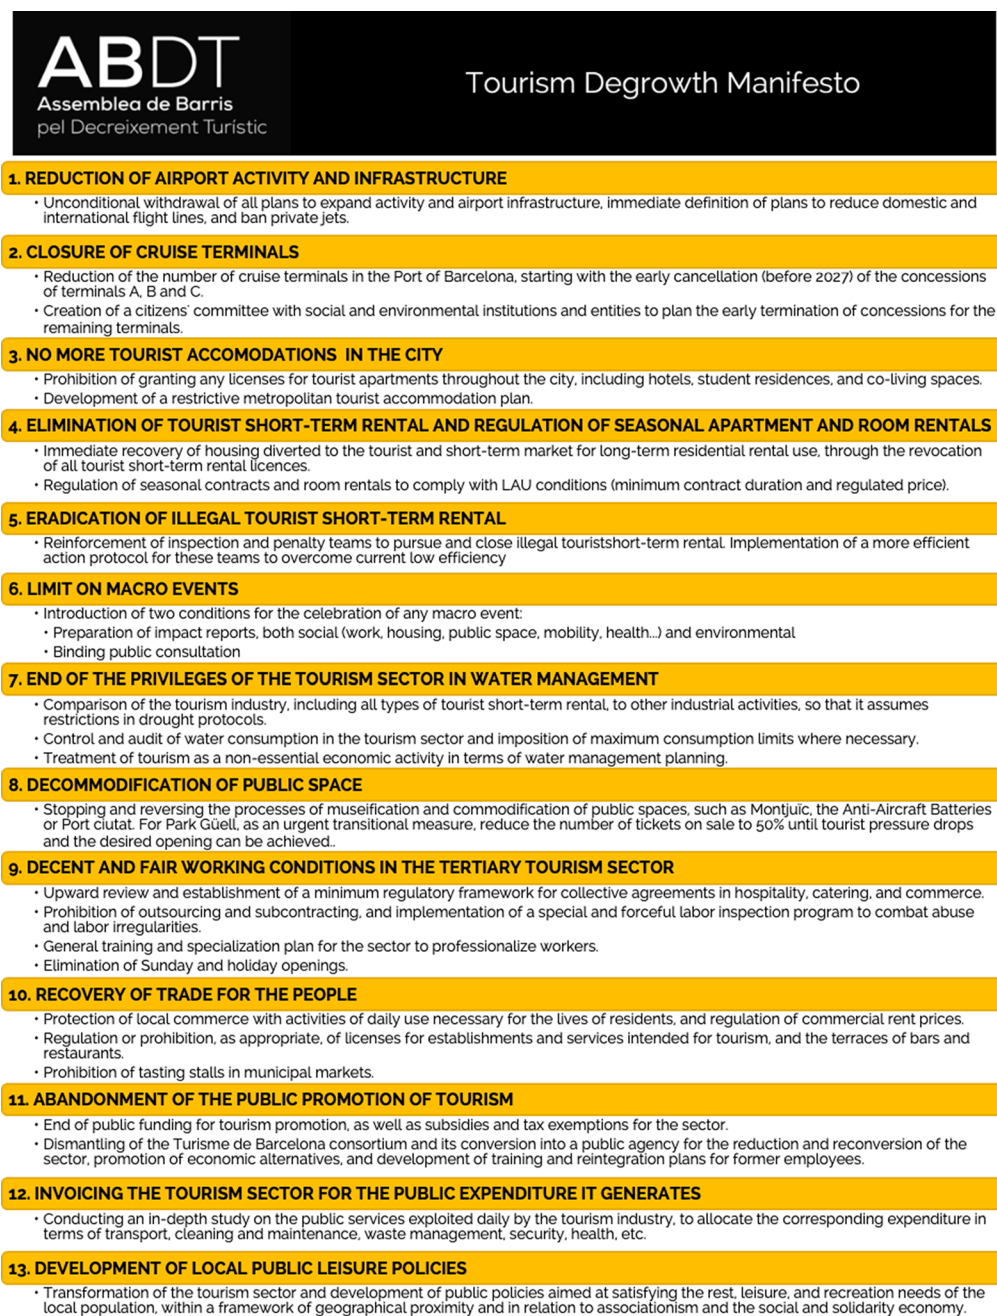 ABDT
Assemblea de Barris
pel Decreixement Turístic
Tourism Degrowth Manifesto
1. REDUCTION OF AIRPORT ACTIVITY AND INFRASTRUCTURE
• Unconditional withdrawal of all plans to expand activity and airport infrastructure, immediate definition of plans to reduce domestic and
international flight lines, and ban private jets.
2. CLOSURE OF CRUISE TERMINALS
• Reduction of the number of cruise terminals in the Port of Barcelona, starting with the early cancellation (before 2027) of the concessions
of terminals A, B and C.
• Creation of a citizens' committee with social and environmental institutions and entities to plan the early termination of concessions for the
remaining terminals.
3. NO MORE TOURIST ACCOMODATIONS IN THE CITY
• Prohibition of granting any licenses for tourist apartments throughout the city, including hotels, student residences, and co-living spaces.
• Development of a restrictive metropolitan tourist accommodation plan.
4. ELIMINATION OF TOURIST SHORT-TERM RENTAL AND REGULATION OF SEASONAL APARTMENT AND ROOM RENTALS
• Immediate recovery of housing diverted to the tourist and short-term market for long-term residential rental use, through the revocation
of all tourist short-term rental licences.
• Regulation of seasonal contracts and room rentals to comply with LAU conditions (minimum contract duration and regulated price).
5. ERADICATION OF ILLEGAL TOURIST SHORT-TERM RENTAL
• Reinforcement of inspection and penalty teams to pursue and close illegal touristshort-term rental. Implementation of a more efficient
action protocol for these teams to overcome current low efficiency
6. LIMIT ON MACRO EVENTS
• Introduction of two conditions for the celebration of any macro event:
• Preparation of impact reports, both social (work, housing, public space, mobility, health...) and environmental
• Binding public consultation
7. END OF THE PRIVILEGES OF THE TOURISM SECTOR IN WATER MANAGEMENT
• Comparison of the tourism industry, including all types of tourist short-term rental, to other industrial activities, so that it assumes
restrictions in drought protocols.
• Control and audit of water consumption in the tourism sector and imposition of maximum consumption limits where necessary.
• Treatment of tourism as a non-essential economic activity in terms of water management planning.
8. DECOMMODIFICATION OF PUBLIC SPACE
• Stopping and reversing the processes of museification and commodification of public spaces, such as Montjuïc, the Anti-Aircraft Batteries
or Port ciutat. For Park Güell, as an urgent transitional measure, reduce the number of tickets on sale to 50% until tourist pressure drops
and the desired opening can be achieved..
9. DECENT AND FAIR WORKING CONDITIONS IN THE TERTIARY TOURISM SECTOR
• Upward review and establishment of a minimum regulatory framework for collective agreements in hospitality, catering, and commerce.
• Prohibition of outsourcing and subcontracting, and implementation of a special and forceful labor inspection program to combat abuse
and labor irregularities.
• General training and specialization plan for the sector to professionalize workers.
• Elimination of Sunday and holiday openings.
10. RECOVERY OF TRADE FOR THE PEOPLE
• Protection of local commerce with activities of daily use necessary for the lives of residents, and regulation of commercial rent prices.
• Regulation or prohibition, as appropriate, of licenses for establishments and services intended for tourism, and the terraces of bars and
restaurants.
• Prohibition of tasting stalls in municipal markets.
11. ABANDONMENT OF THE PUBLIC PROMOTION OF TOURISM
• End of public funding for tourism promotion, as well as subsidies and tax exemptions for the sector.
• Dismantling of the Turisme de Barcelona consortium and its conversion into a public agency for the reduction and reconversion of the
sector, promotion of economic alternatives, and development of training and reintegration plans for former employees.
12. INVOICING THE TOURISM SECTOR FOR THE PUBLIC EXPENDITURE IT GENERATES
• Conducting an in-depth study on the public services exploited daily by the tourism industry, to allocate the corresponding expenditure in
terms of transport, cleaning and maintenance, waste management, security, health, etc.
13. DEVELOPMENT OF LOCAL PUBLIC LEISURE POLICIES
• Transformation of the tourism sector and development of public policies aimed at satisfying the rest, leisure, and recreation needs of the
local population, within a framework of geographical proximity and in relation to associationism and the social and solidarity economy.